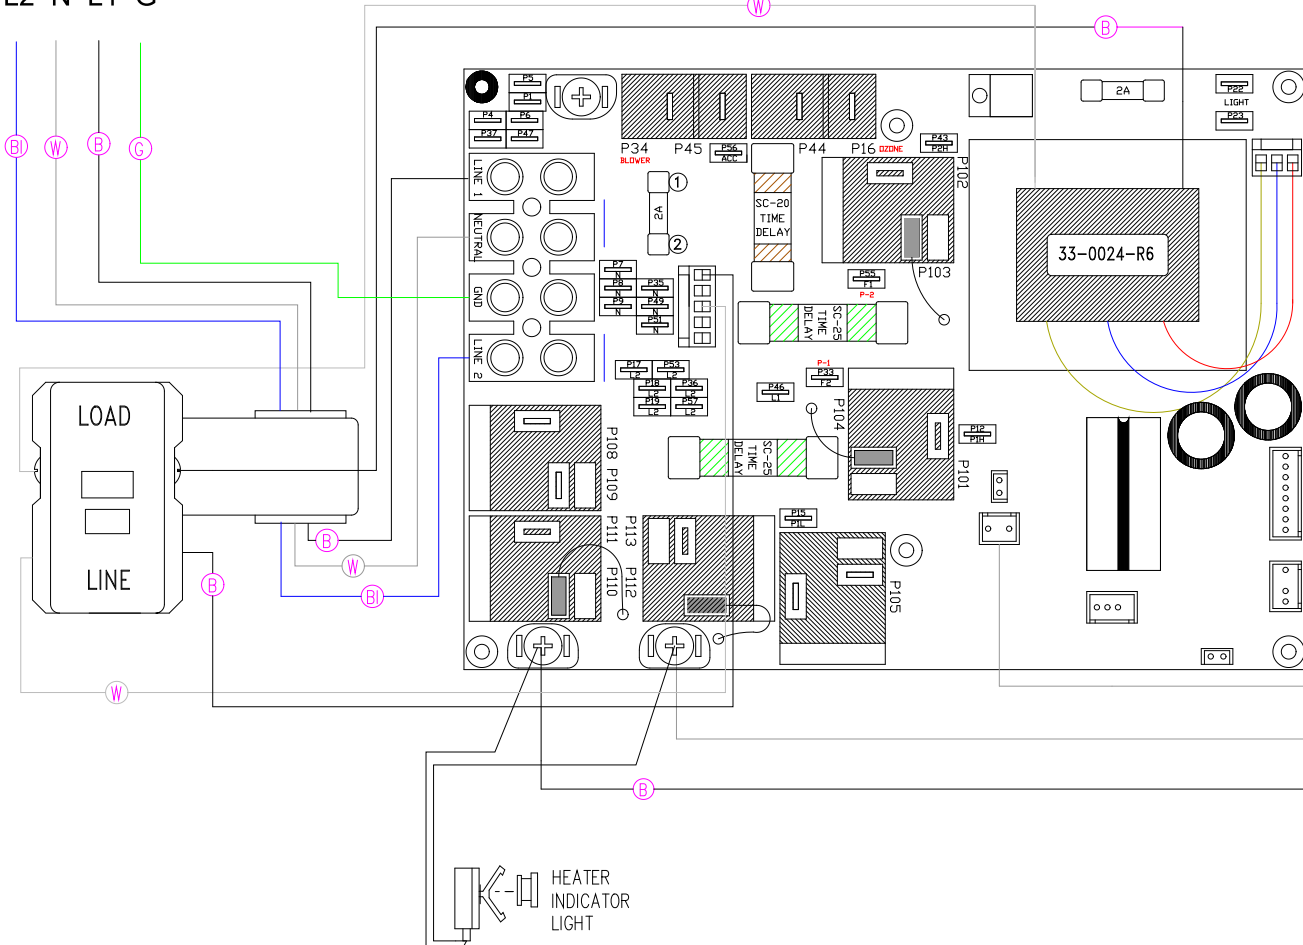 L2 N L1 G
W
B
Bl
W
B
G
P5
P1
P4
P6
P37
P47
P34
BLOWER
P45
P56
ACC
P44
P16
OZONE
P43
P2H
P102
2A
P22
LIGHT
P23
LINE 1
NEUTRAL
GND
LINE 2
1
2A
2
SC-20
TIME
DELAY
P103
33-0024-R6
P7
N
P8
N
P9
N
P35
N
P49
N
P51
N
P55
F1
P-2
SC-25
TIME
DELAY
P-1
P33
F2
P17
L2
P53
L2
P18
L2
P36
L2
P19
L2
P57
L2
P46
L1
P104
P12
P1H
P101
LOAD
LINE
P108
P109
SC-25
TIME
DELAY
P15
P1L
P111
P110
P113
P112
P105
B
W
Bl
B
W
B
HEATER
INDICATOR
LIGHT